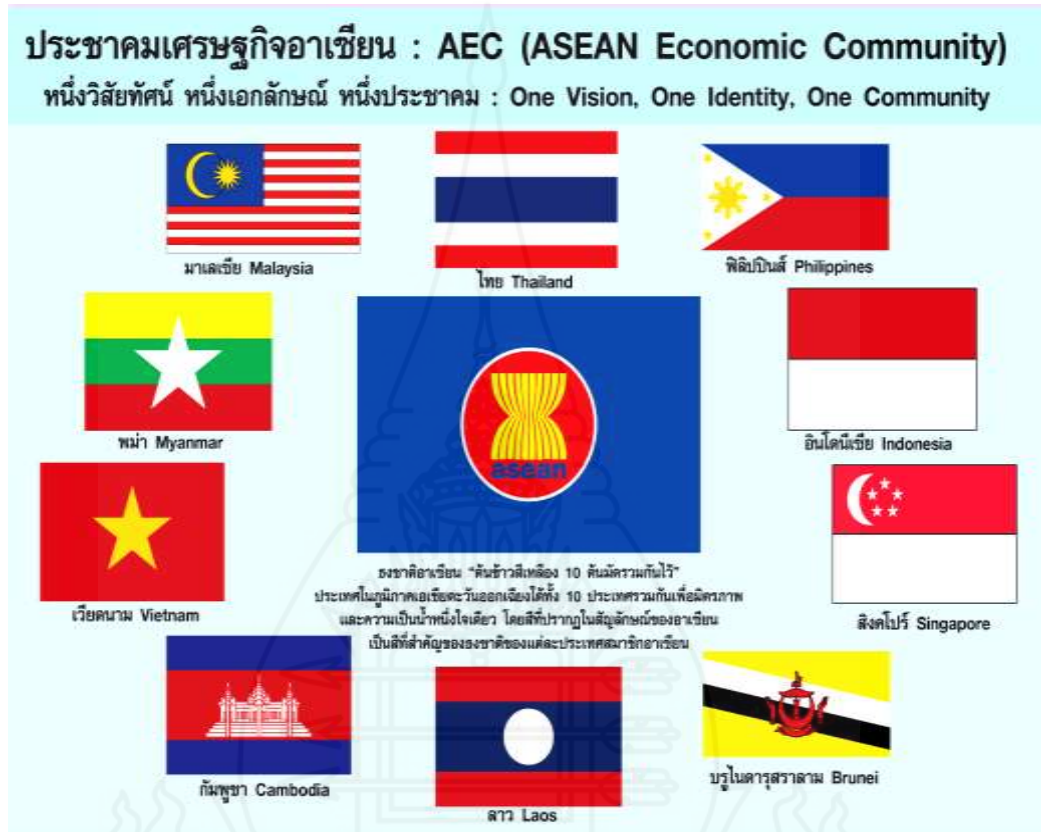 ประชาคมเศรษฐกิจอาเซียน : AEC (ASEAN Economic Community)
หนึ่งวิสัยทัศน์ หนึ่งเอกลักษณ์ หนึ่งประชาคม : One Vision, One Identity, One Community
มาเลเซีย Malaysia
ไทย Thailand
ฟิลิปปินส์ Philippines
พม่า Myanmar
asean
อินโดนีเซีย Indonesia
เวียดนาม Vietnam
ธงชาติอาเซียน "ต้นข้าวสีเหลือง 10 ต้นมัดรวมกันไว้"
ประเทศในภูมิภาคเอเชียตะวันออกเฉียงใต้ทั้ง 10 ประเทศรวมกันเพื่อมิตรภาพ
และความเป็นน้ำหนึ่งใจเดียว โดยสีที่ปรากฏในสัญลักษณ์ของอาเซียน
เป็นสีที่สำคัญของธงชาติของแต่ละประเทศสมาชิกอาเซียน
สิงคโปร์ Singapore
กัมพูชา Cambodia
ลาว Laos
บรูไนดารุสราลาม Brunei